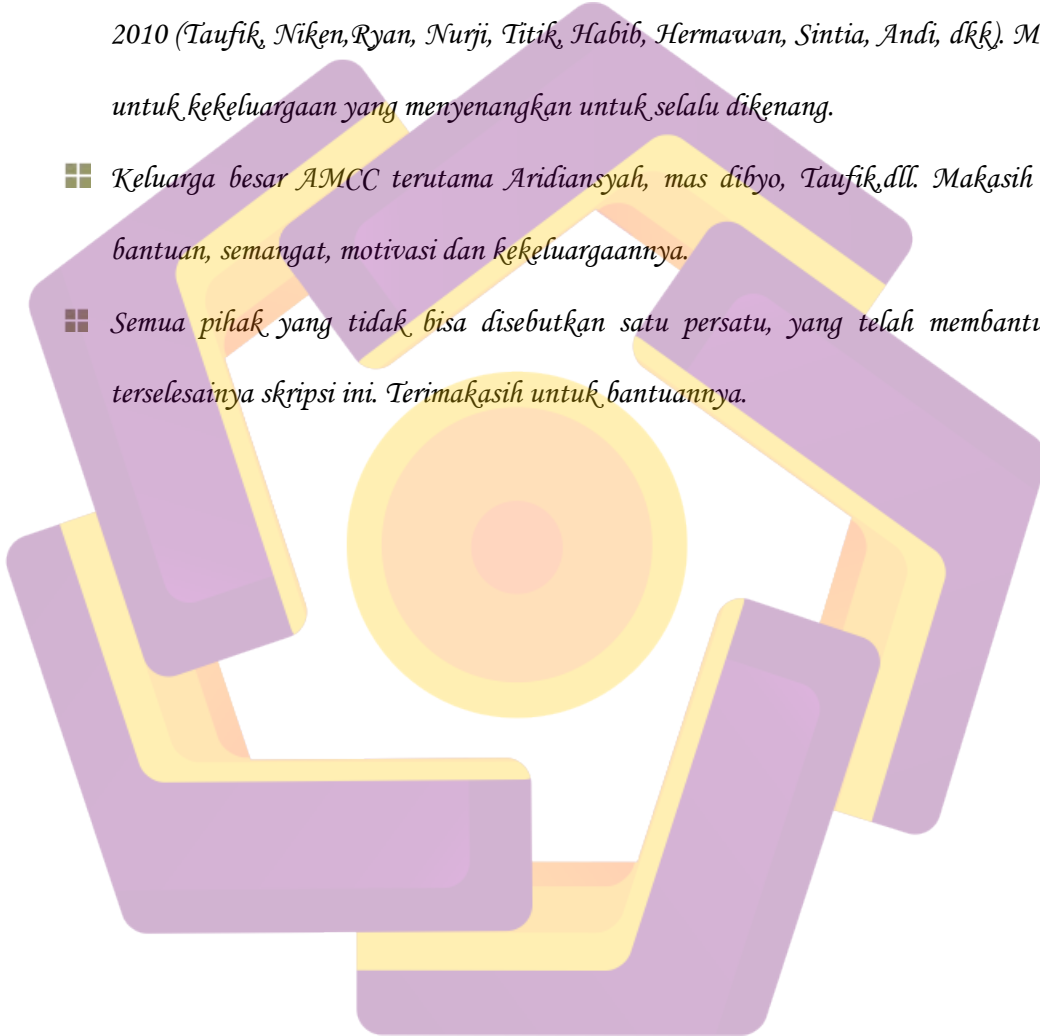 2010 (Taufik, Niken,Ryan, Nurji, Titik, Habib, Hermawan, Sintia, Andi, dkk). M
untuk kekeluargaan yang menyenangkan untuk selalu dikenang.
Keluarga besar AMCC terutama Aridiansyah, mas dibyo, Taufik,dll. Makasih
bantuan, semangat, motivasi dan kekeluargaannya.
Semua pihak yang tidak bisa disebutkan satu persatu, yang telah membantu
terselesainya skripsi ini. Terimakasih untuk bantuannya.